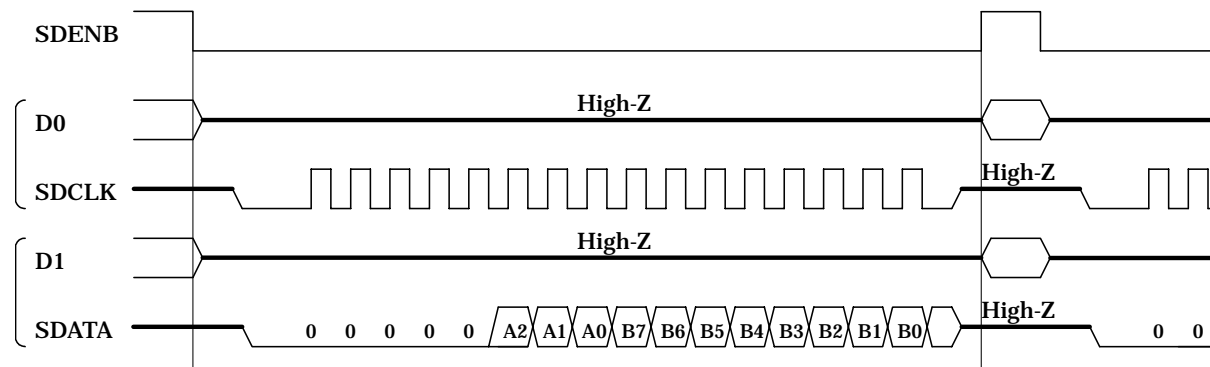 SDENB
D0 High-Z
SDCLK High-Z
D1 High-Z
SDATA 0 0 0 0 0 A2 A1 A0 B7 B6 B5 B4 B3 B2 B1 B0 High-Z 0 0